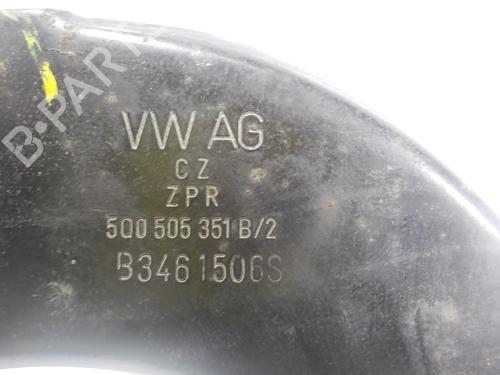 B-PARTS
VW AG
CZ
ZPR
5Q0 505 351 B/2
B3461506S